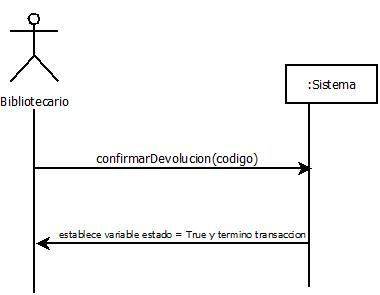 :Sistema
Bibliotecario
confirmarDevolucion(codigo)
establece variable estado = True y termino transaccion